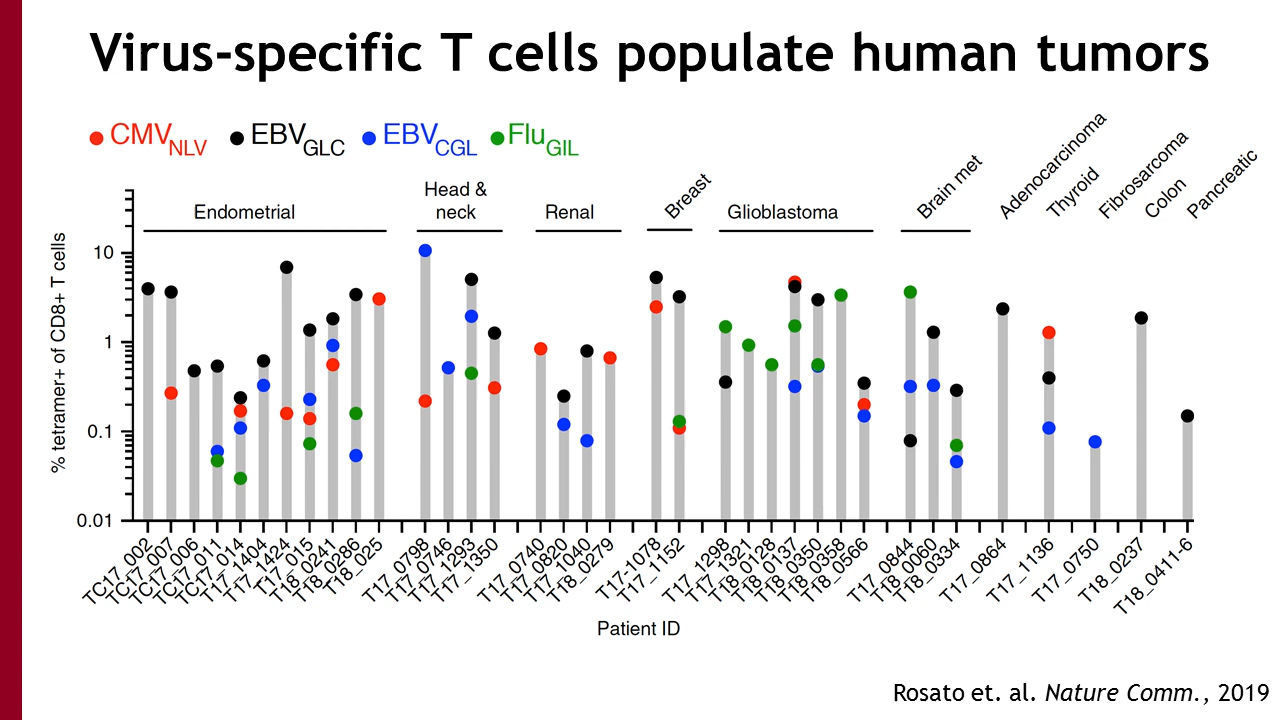 Virus-specific T cells populate human tumors
CMV_NLV EBV_GLC EBV_CGL Flu_GIL
Endometrial
Head &
neck
Renal
Breast
Glioblastoma
Brain met
Adenocarcinoma
Thyroid
Fibrosarcoma
Colon
Pancreatic
% tetramer+ of CD8+ T cells
10
1
0.1
0.01
TC17_002
TC17_007
TC17_006
TC17_011
TC17_014
T17_1404
T17_1424
T17_1015
T18_0241
T18_0286
T18_025
T17_0798
T17_0746
T17_1293
T17_1350
T17_0740
T17_0820
T17_1040
T18_0279
T17-1078
T17_1152
T17_1298
T17_1321
T18_0128
T18_0137
T18_0350
T18_0358
T18_0566
T17_0844
T18_0060
T18_0334
T17_0864
T17_1136
T17_0750
T18_0237
T18_0411-6
Patient ID
Rosato et. al. Nature Comm., 2019